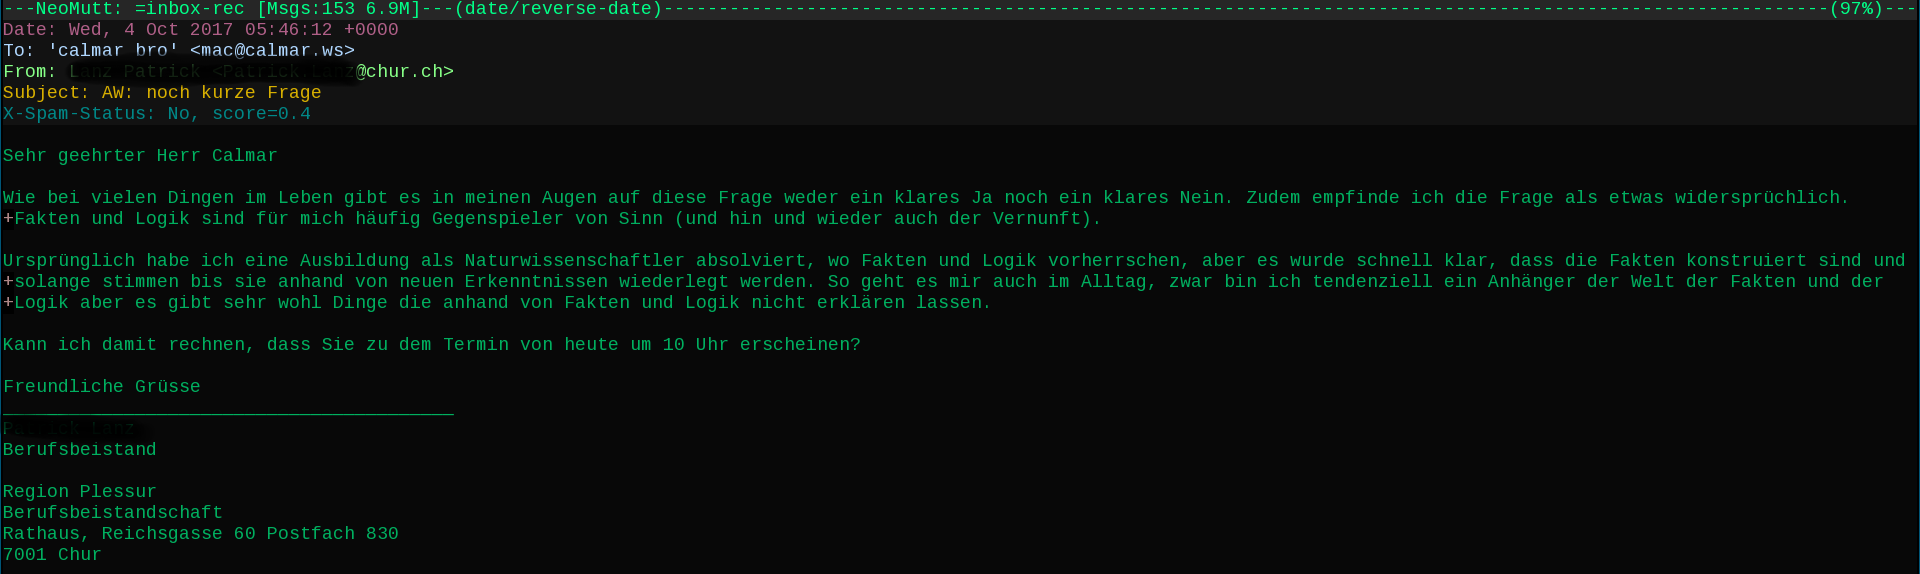 ---NeoMutt: =inbox-rec [Msgs:153 6.9M]---(date/reverse-date)----------------------------------------------------------------------------------------------------------(97%)---
Date: Wed, 4 Oct 2017 05:46:12 +0000
To: 'calmar bro' <mac@calmar.ws>
From: @chur.ch>
Subject: AW: noch kurze Frage
X-Spam-Status: No, score=0.4
Sehr geehrter Herr Calmar
Wie bei vielen Dingen im Leben gibt es in meinen Augen auf diese Frage weder ein klares Ja noch ein klares Nein. Zudem empfinde ich die Frage als etwas widersprüchlich.
+Fakten und Logik sind für mich häufig Gegenspieler von Sinn (und hin und wieder auch der Vernunft).
Ursprünglich habe ich eine Ausbildung als Naturwissenschaftler absolviert, wo Fakten und Logik vorherrschen, aber es wurde schnell klar, dass die Fakten konstruiert sind und
+solange stimmen bis sie anhand von neuen Erkenntnissen wiederlegt werden. So geht es mir auch im Alltag, zwar bin ich tendenziell ein Anhänger der Welt der Fakten und der
+Logik aber es gibt sehr wohl Dinge die anhand von Fakten und Logik nicht erklären lassen.
Kann ich damit rechnen, dass Sie zu dem Termin von heute um 10 Uhr erscheinen?
Freundliche Grüsse
_________________________________________
Berufsbeistand
Region Plessur
Berufsbeistandschaft
Rathaus, Reichsgasse 60 Postfach 830
7001 Chur